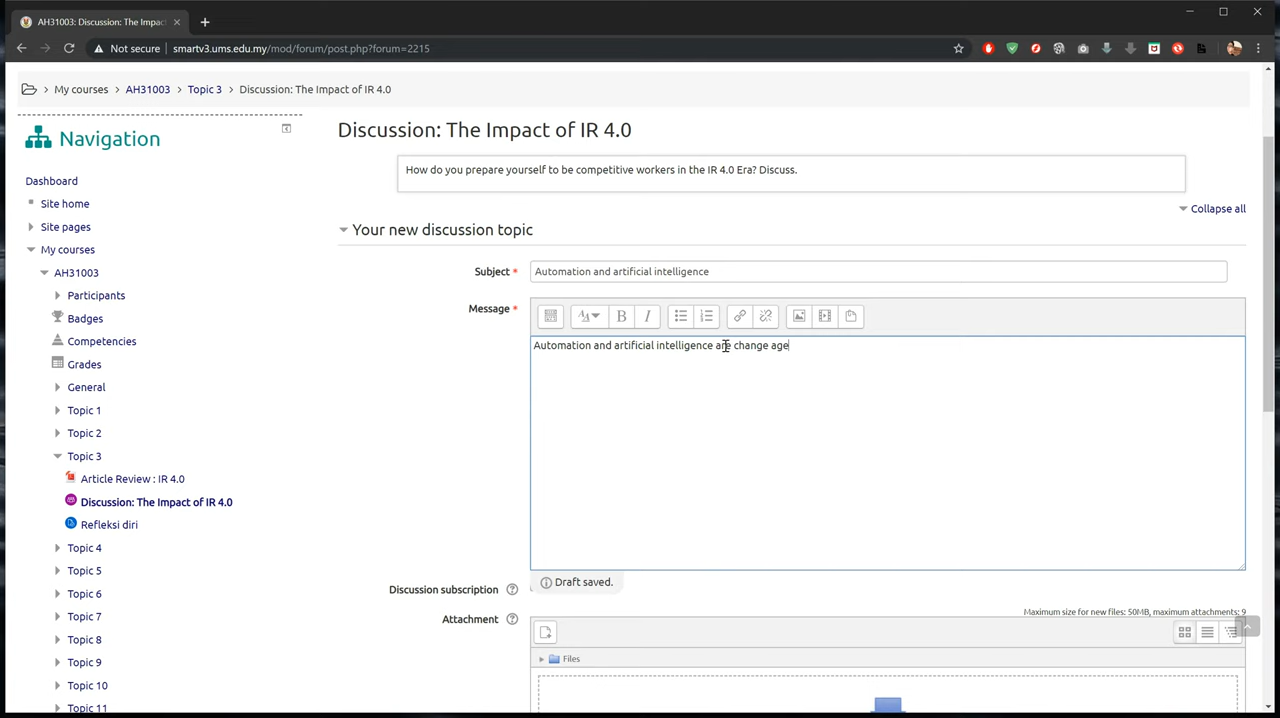 AH31003: Discussion: The Impac
Not secure
smartv3.ums.edu.my/mod/forum/post.php?forum=2215
My courses
AH31003
Topic 3
Discussion: The Impact of IR 4.0
Navigation
Dashboard
Site home
Site pages
My courses
AH31003
Participants
Badges
Competencies
Grades
General
Topic 1
Topic 2
Topic 3
Article Review : IR 4.0
Discussion: The Impact of IR 4.0
Refleksi diri
Topic 4
Topic 5
Topic 6
Topic 7
Topic 8
Topic 9
Topic 10
Topic 11
Discussion: The Impact of IR 4.0
How do you prepare yourself to be competitive workers in the IR 4.0 Era? Discuss.
Collapse all
Your new discussion topic
Subject
Automation and artificial intelligence
Message
Automation and artificial intelligence are change age
Draft saved.
Discussion subscription
Attachment
Maximum size for new files: 50MB, maximum attachments: 9
Files